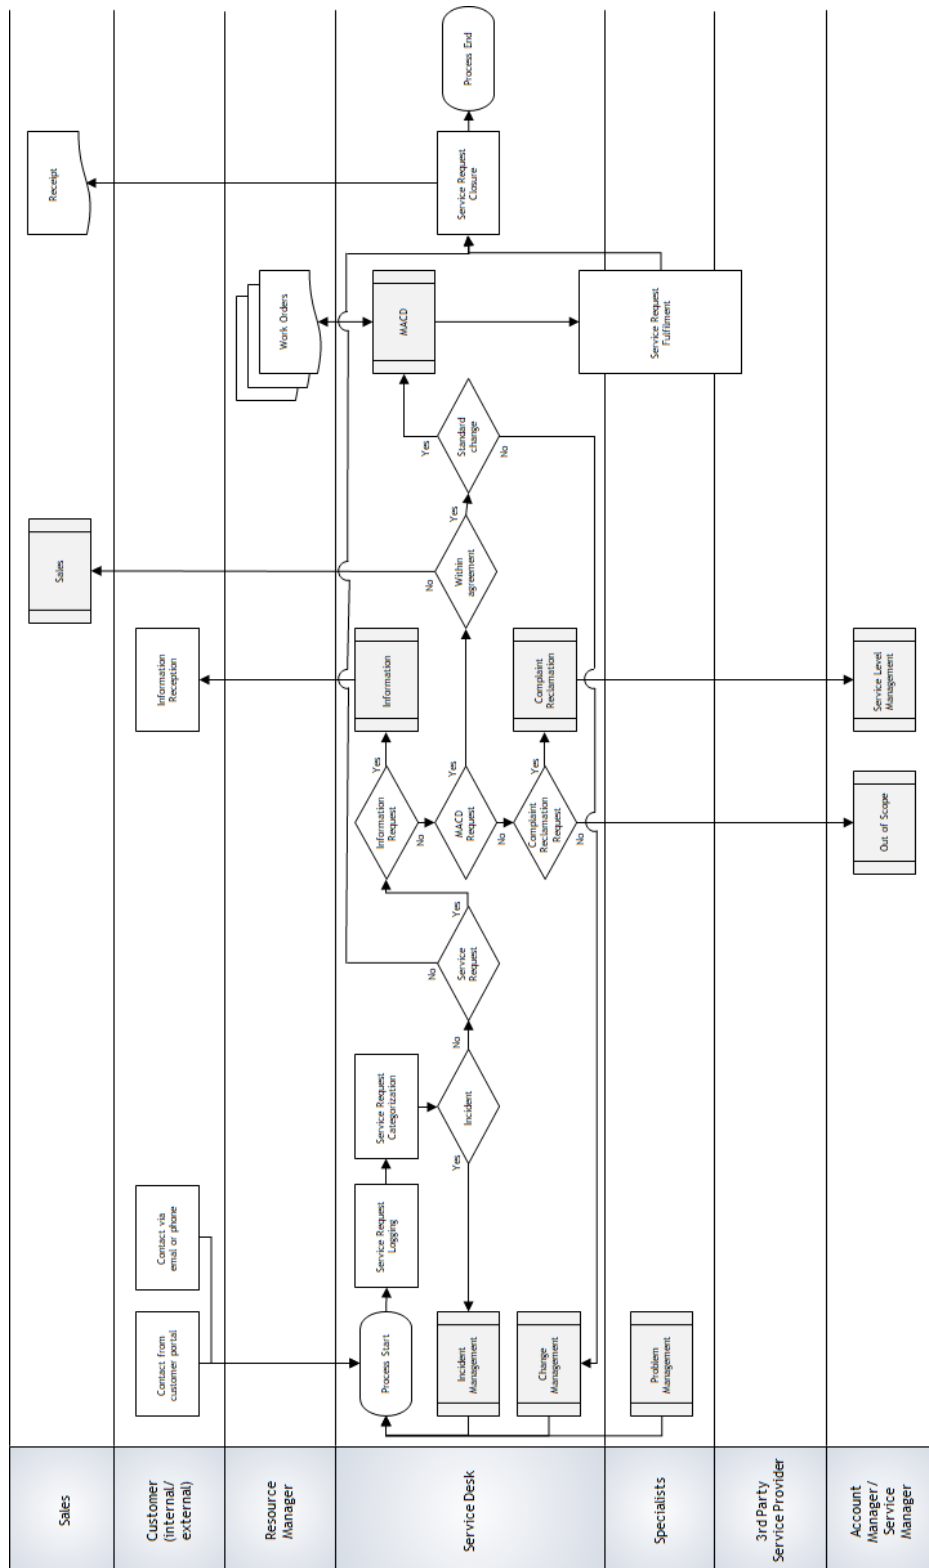 Sales
Receipt
Sales
Customer
(internal/
external)
Contact from
customer portal
Contact via
emal or phone
Information
Reception
Resource
Manager
Work Orders
Service Desk
Process Start
Service Request
Logging
Service Request
Categorization
Information
Request
Yes
No
Information
MACD
Incident
Management
Yes
Incident
No
Service
Request
No
Yes
MACD
Request
Yes
No
Within
agreement
No
Yes
Standard
change
Yes
No
Service Request
Closure
Process End
Change
Management
Complaint
Reclamation
Request
Yes
No
Complaint
Reclamation
Specialists
Problem
Management
Service Request
Fulfilment
3rd Party
Service Provider
Account
Manager/
Service
Manager
Out of Scope
Service Level
Management